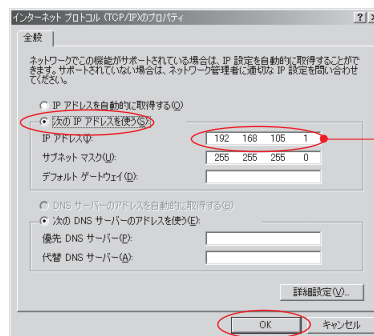 インターネット プロトコル (TCP/IP)のプロパティ
全般
ネットワークでこの機能がサポートされている場合は、IP 設定を自動的に取得することがで
きます。サポートされていない場合は、ネットワーク管理者に適切な IP 設定を問い合わせ
てください。
IP アドレスを自動的に取得する(O)
次の IP アドレスを使う(S):
IP アドレス(I): 192 168 105 1
サブネット マスク(U): 255 255 255 0
デフォルト ゲートウェイ(D):
DNS サーバーのアドレスを自動的に取得する(B)
次の DNS サーバーのアドレスを使う(E):
優先 DNS サーバー(P):
代替 DNS サーバー(A):
詳細設定(V)...
OK キャンセル